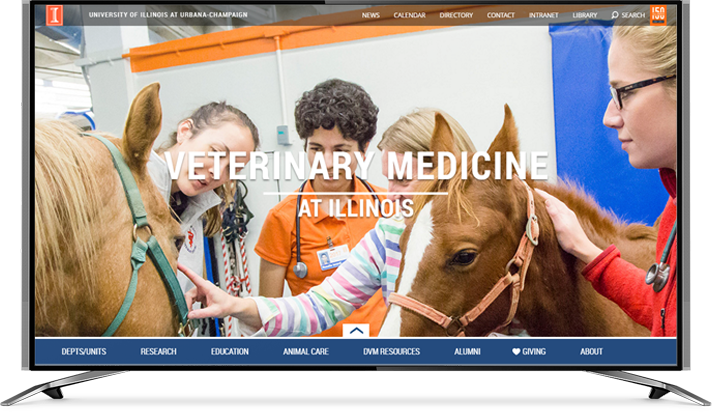 I
UNIVERSITY OF ILLINOIS AT URBANA-CHAMPAIGN
NEWS CALENDAR DIRECTORY CONTACT INTRANET LIBRARY SEARCH 150
VETERINARY MEDICINE
AT ILLINOIS
DEPTS/UNITS RESEARCH EDUCATION ANIMAL CARE DVM RESOURCES ALUMNI GIVING ABOUT